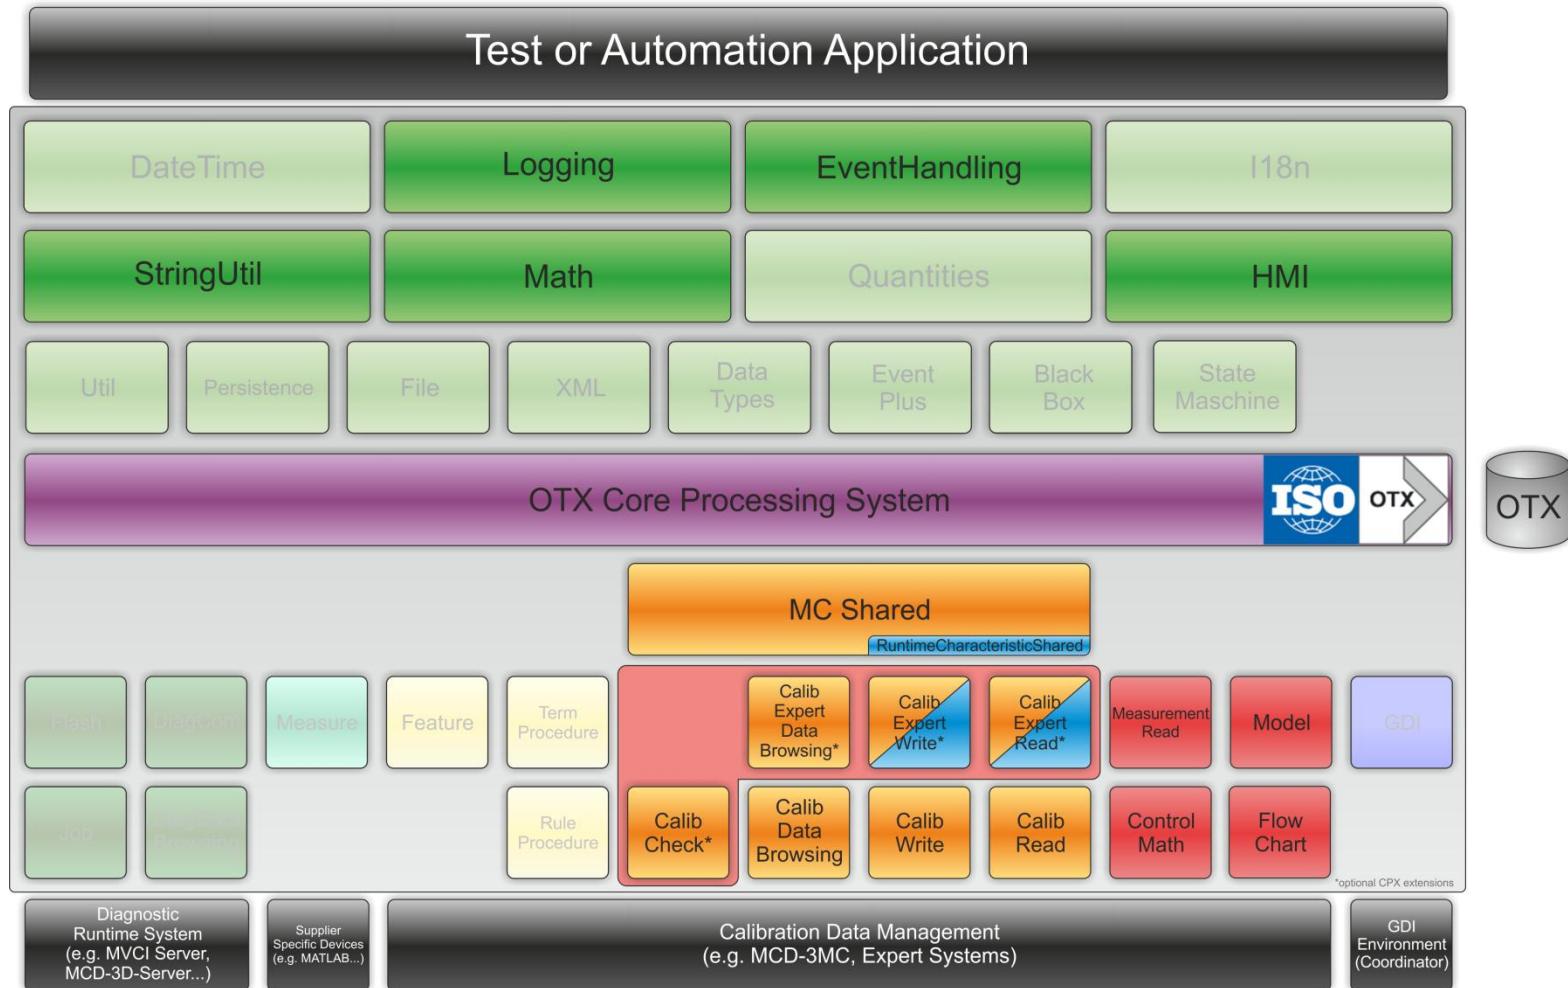 Test or Automation Application
DateTime
Logging
EventHandling
I18n
StringUtil
Math
Quantities
HMI
Util
Persistence
File
XML
Data
Types
Event
Plus
Black
Box
State
Maschine
OTX Core Processing System
ISO
OTX
OTX
MC Shared
RuntimeCharacteristicShared
Flash
DiagCom
Measure
Feature
Term
Procedure
Calib
Expert
Data
Browsing*
Calib
Expert
Write*
Calib
Expert
Read*
Measurement
Read
Model
GDI
Job
Browsing
Rule
Procedure
Calib
Check*
Calib
Data
Browsing
Calib
Write
Calib
Read
Control
Math
Flow
Chart
*optional CPX extensions
Diagnostic
Runtime System
(e.g. MVCI Server,
MCD-3D-Server...)
Supplier
Specific Devices
(e.g. MATLAB...)
Calibration Data Management
(e.g. MCD-3MC, Expert Systems)
GDI
Environment
(Coordinator)